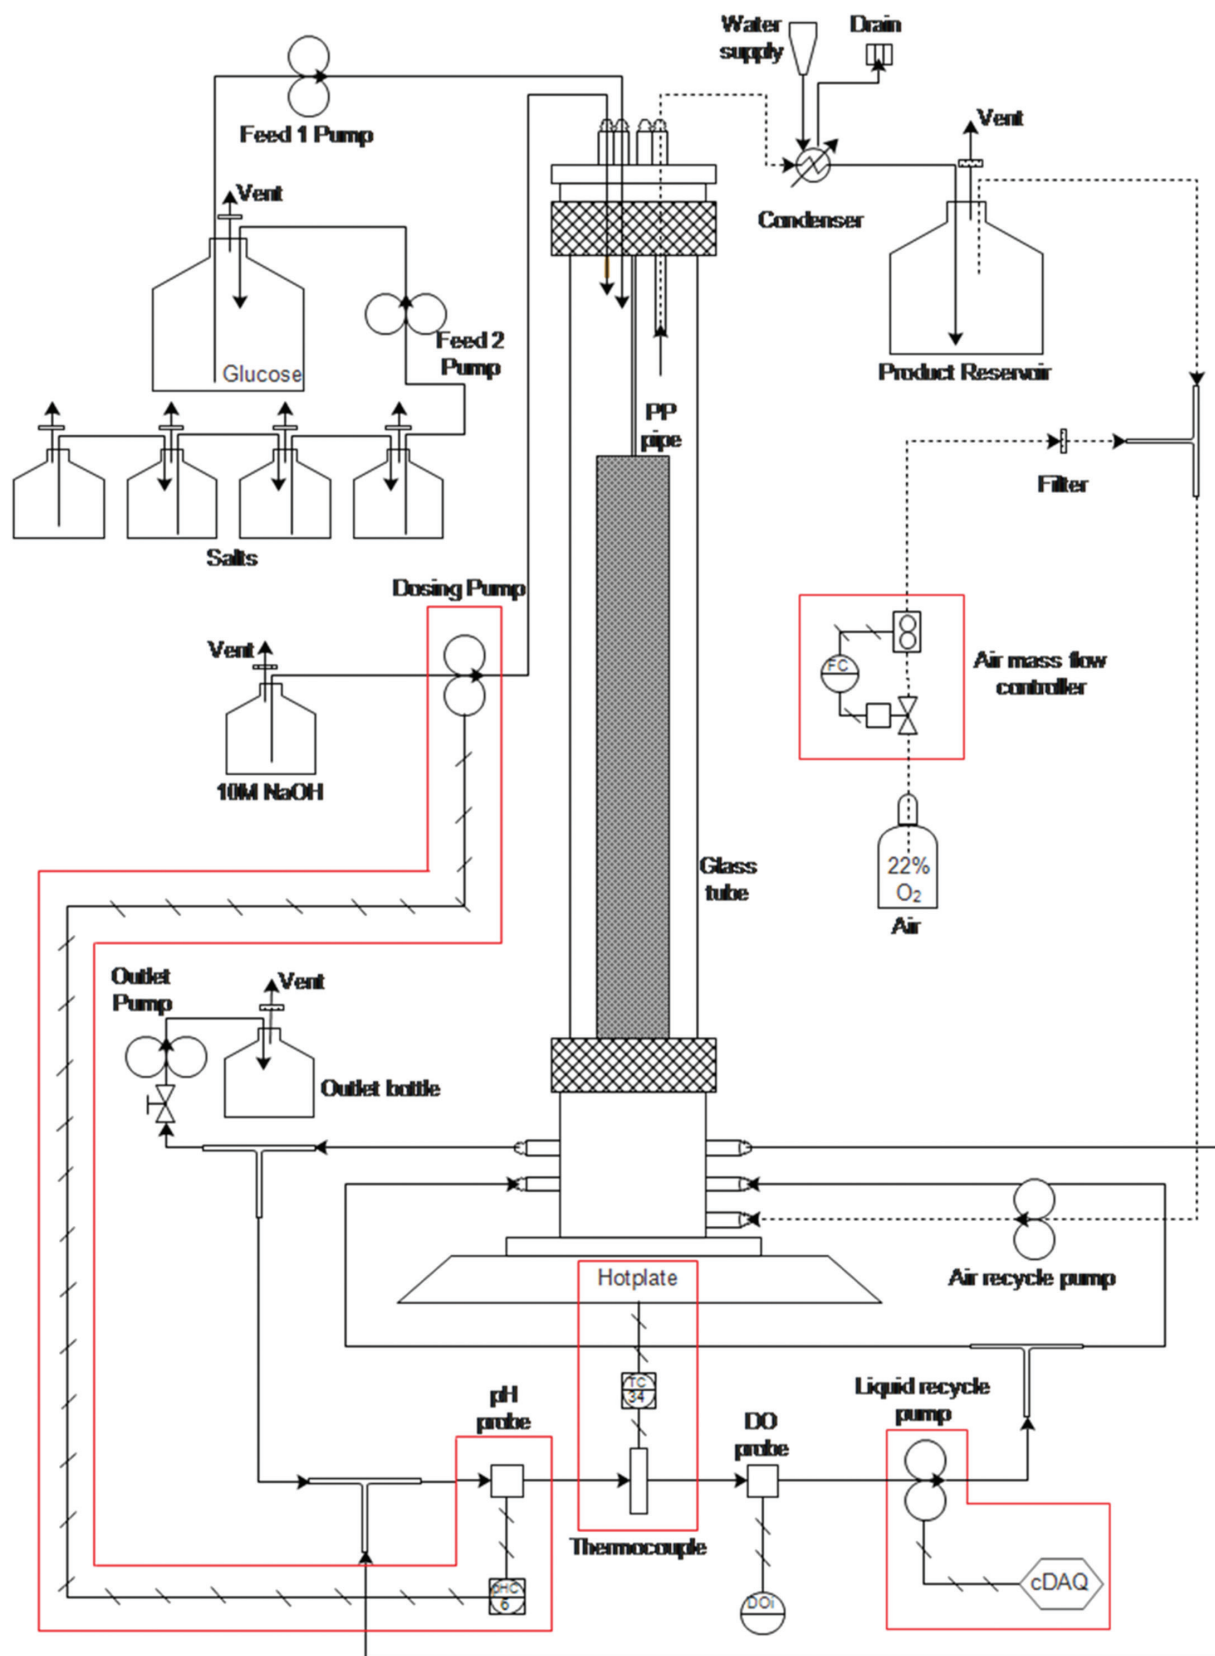 Water
supply
Drain
Feed 1 Pump
Vent
Vent
Condenser
Feed 2
Pump
Glucose
Product Reservoir
PP
pipe
Filter
Salts
Dosing Pump
Vent
FC
Air mass flow
controller
10M NaOH
Glass
tube
22%
O₂
Air
Outlet
Pump
Vent
Outlet bottle
Hotplate
Air recycle pump
TC
34
pH
probe
DO
probe
Liquid recycle
pump
Thermocouple
pHC
6
DOi
cDAQ